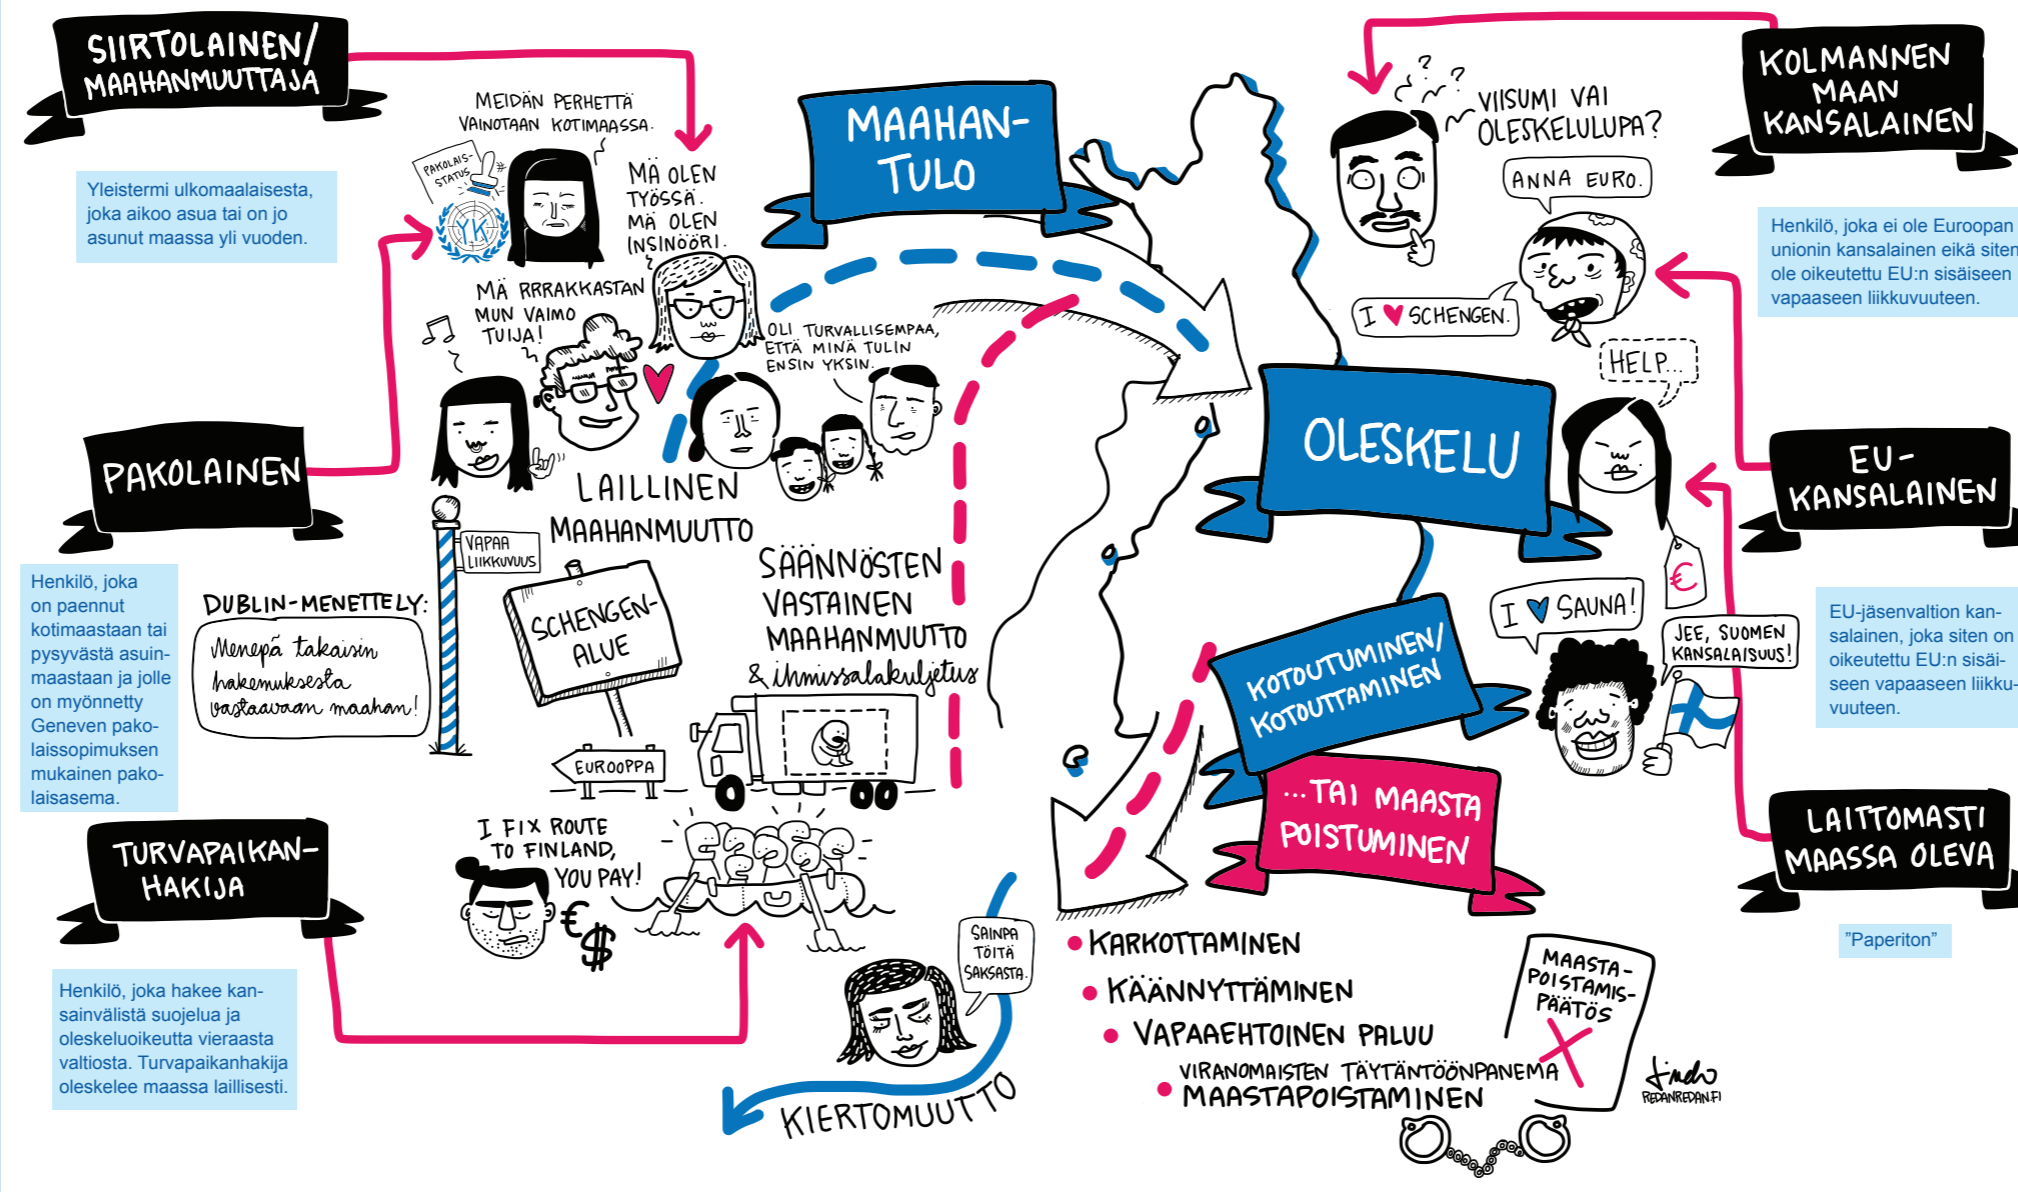 SIIRTOLAINEN/
MAAHANMUUTTAJA
Yleistermi ulkomaalaisesta,
joka aikoo asua tai on jo
asunut maassa yli vuoden.
PAKOLAINEN
Henkilö, joka
on paennut
kotimaastaan tai
pysyvästä asuin-
maastaan ja jolle
on myönnetty
Geneven pako-
laissopimuksen
mukainen pako-
laisasema.
TURVAPAIKAN-
HAKIJA
Henkilö, joka hakee kan-
sainvälistä suojelua ja
oleskeluoikeutta vieraasta
valtiosta. Turvapaikanhakija
oleskelee maassa laillisesti.
MEIDÄN PERHETTÄ
VAINOTAAN KOTIMAASSA.
PAKOLAIS-
STATUS
YK
MÄ OLEN
TYÖSSÄ.
MÄ OLEN
INSINÖÖRI.
MÄ RRRAKKASTAN
MUN VAIMO
TUIJA!
OLI TURVALLISEMPAA,
ETTÄ MINÄ TULIN
ENSIN YKSIN.
LAILLINEN
MAAHANMUUTTO
VAPAA
LIIKKUVUUS
DUBLIN-MENETTELY:
Menepä takaisin
hakemuksesta
vastaavaan maahan!
SCHENGEN-
ALUE
EUROOPPA
SÄÄNNÖSTEN
VASTAINEN
MAAHANMUUTTO
& ihmissalakuljetus
I FIX ROUTE
TO FINLAND,
YOU PAY!
€
$
SAINPA
TÖITÄ
SAKSASTA.
KIERTOMUUTTO
MAAHAN-
TULO
OLESKELU
KOTOUTUMINEN/
KOTOUTTAMINEN
...TAI MAASTA
POISTUMINEN
• KARKOTTAMINEN
• KÄÄNNYTTÄMINEN
• VAPAAEHTOINEN PALUU
VIRANOMAISTEN TÄYTÄNTÖÖNPANEMA
• MAASTAPOISTAMINEN
MAASTA-
POISTAMIS-
PÄÄTÖS
REDANREDAN.FI
? ? ?
VIISUMI VAI
OLESKELULUPA?
ANNA EURO.
I ♥ SCHENGEN.
HELP...
€
I ♥ SAUNA!
JEE, SUOMEN
KANSALAISUUS!
KOLMANNEN
MAAN
KANSALAINEN
Henkilö, joka ei ole Euroopan
unionin kansalainen eikä siten
ole oikeutettu EU:n sisäiseen
vapaaseen liikkuvuuteen.
EU-
KANSALAINEN
EU-jäsenvaltion kan-
salainen, joka siten on
oikeutettu EU:n sisäi-
seen vapaaseen liikku-
vuuteen.
LAITTOMASTI
MAASSA OLEVA
”Paperiton”